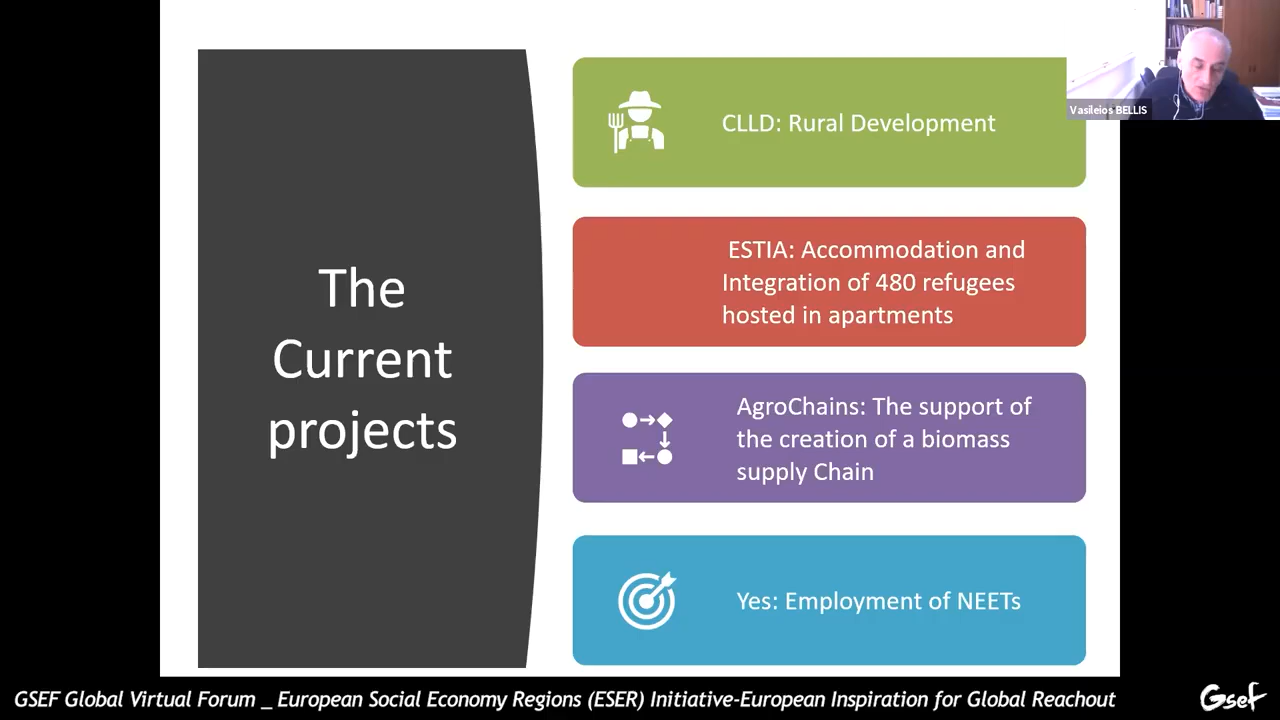 The
Current
projects
CLLD: Rural Development
ESTIA: Accommodation and
Integration of 480 refugees
hosted in apartments
AgroChains: The support of
the creation of a biomass
supply Chain
Yes: Employment of NEETs
Vasileios BELLIS
GSEF Global Virtual Forum _ European Social Economy Regions (ESER) Initiative-European Inspiration for Global Reachout
Gsef